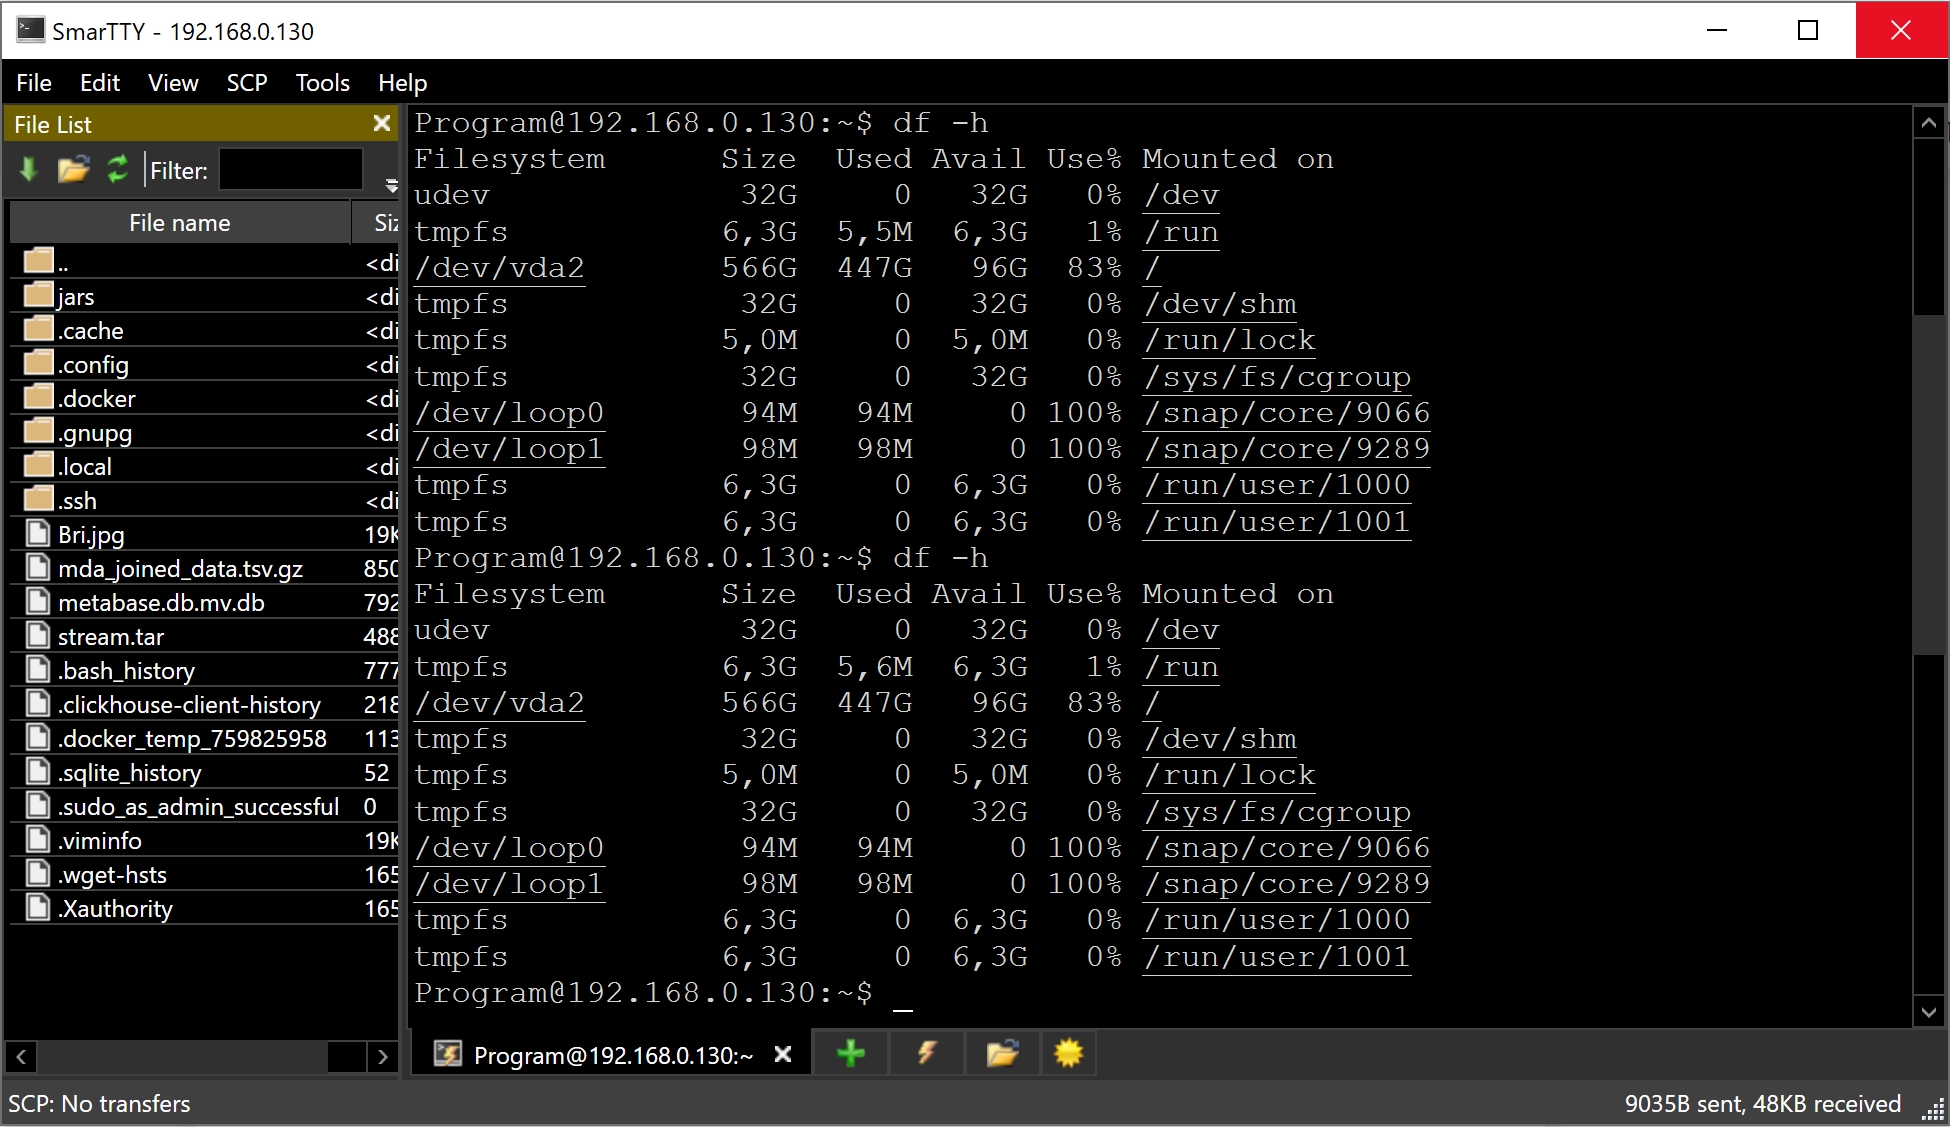 SmarTTY - 192.168.0.130
File Edit View SCP Tools Help
File List
Filter:
File name Siz
.. <di
jars <di
.cache <di
.config <di
.docker <di
.gnupg <di
.local <di
.ssh <di
Bri.jpg 19K
mda_joined_data.tsv.gz 850
metabase.db.mv.db 792
stream.tar 488
.bash_history 777
.clickhouse-client-history 218
.docker_temp_759825958 113
.sqlite_history 52
.sudo_as_admin_successful 0
.viminfo 19K
.wget-hsts 165
.Xauthority 165
Program@192.168.0.130:~$ df -h
Filesystem      Size  Used Avail Use% Mounted on
udev             32G     0   32G   0% /dev
tmpfs           6,3G  5,5M  6,3G   1% /run
/dev/vda2       566G  447G   96G  83% /
tmpfs            32G     0   32G   0% /dev/shm
tmpfs           5,0M     0  5,0M   0% /run/lock
tmpfs            32G     0   32G   0% /sys/fs/cgroup
/dev/loop0       94M   94M     0 100% /snap/core/9066
/dev/loop1       98M   98M     0 100% /snap/core/9289
tmpfs           6,3G     0  6,3G   0% /run/user/1000
tmpfs           6,3G     0  6,3G   0% /run/user/1001
Program@192.168.0.130:~$ df -h
Filesystem      Size  Used Avail Use% Mounted on
udev             32G     0   32G   0% /dev
tmpfs           6,3G  5,6M  6,3G   1% /run
/dev/vda2       566G  447G   96G  83% /
tmpfs            32G     0   32G   0% /dev/shm
tmpfs           5,0M     0  5,0M   0% /run/lock
tmpfs            32G     0   32G   0% /sys/fs/cgroup
/dev/loop0       94M   94M     0 100% /snap/core/9066
/dev/loop1       98M   98M     0 100% /snap/core/9289
tmpfs           6,3G     0  6,3G   0% /run/user/1000
tmpfs           6,3G     0  6,3G   0% /run/user/1001
Program@192.168.0.130:~$ _
Program@192.168.0.130:~
SCP: No transfers
9035B sent, 48KB received